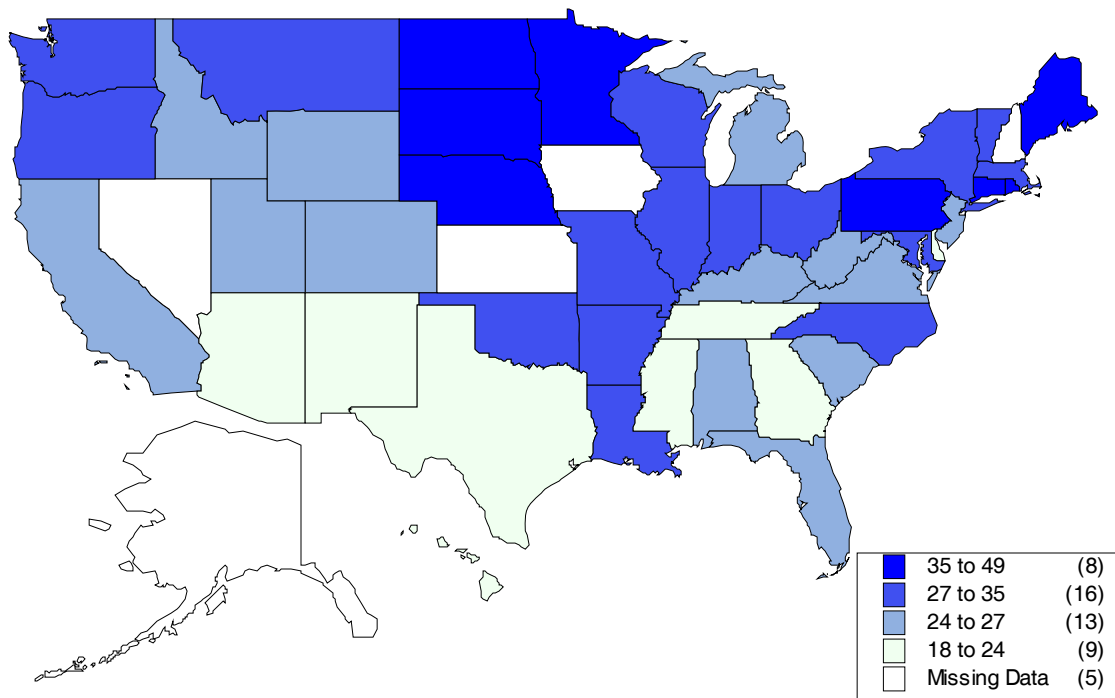 35 to 49 (8)
27 to 35 (16)
24 to 27 (13)
18 to 24 (9)
Missing Data (5)